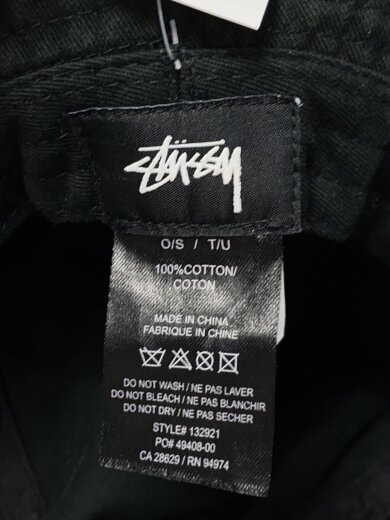 STÜSSY
O/S / T/U
100%COTTON/
COTON
MADE IN CHINA
FABRIQUE IN CHINE
DO NOT WASH / NE PAS LAVER
DO NOT BLEACH / NE PAS BLANCHIR
DO NOT DRY / NE PAS SECHER
STYLE# 132921
PO# 49408-00
CA 28629 / RN 94974